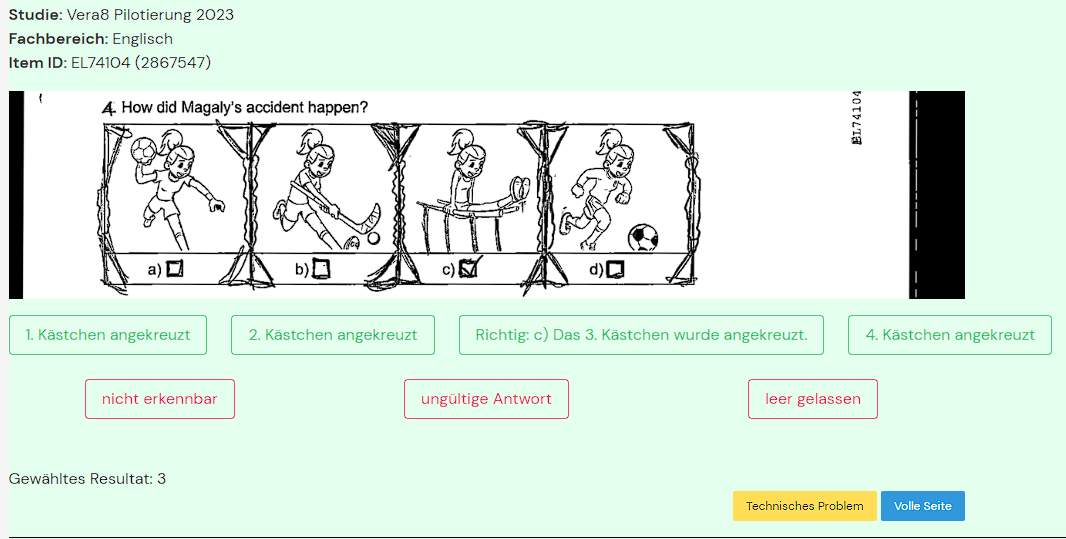 Studie: Vera8 Pilotierung 2023
Fachbereich: Englisch
Item ID: EL74104 (2867547)
4. How did Magaly's accident happen?
EL74104
a)
b)
c)
d)
1. Kästchen angekreuzt
2. Kästchen angekreuzt
Richtig: c) Das 3. Kästchen wurde angekreuzt.
4. Kästchen angekreuzt
nicht erkennbar
ungültige Antwort
leer gelassen
Gewähltes Resultat: 3
Technisches Problem
Volle Seite